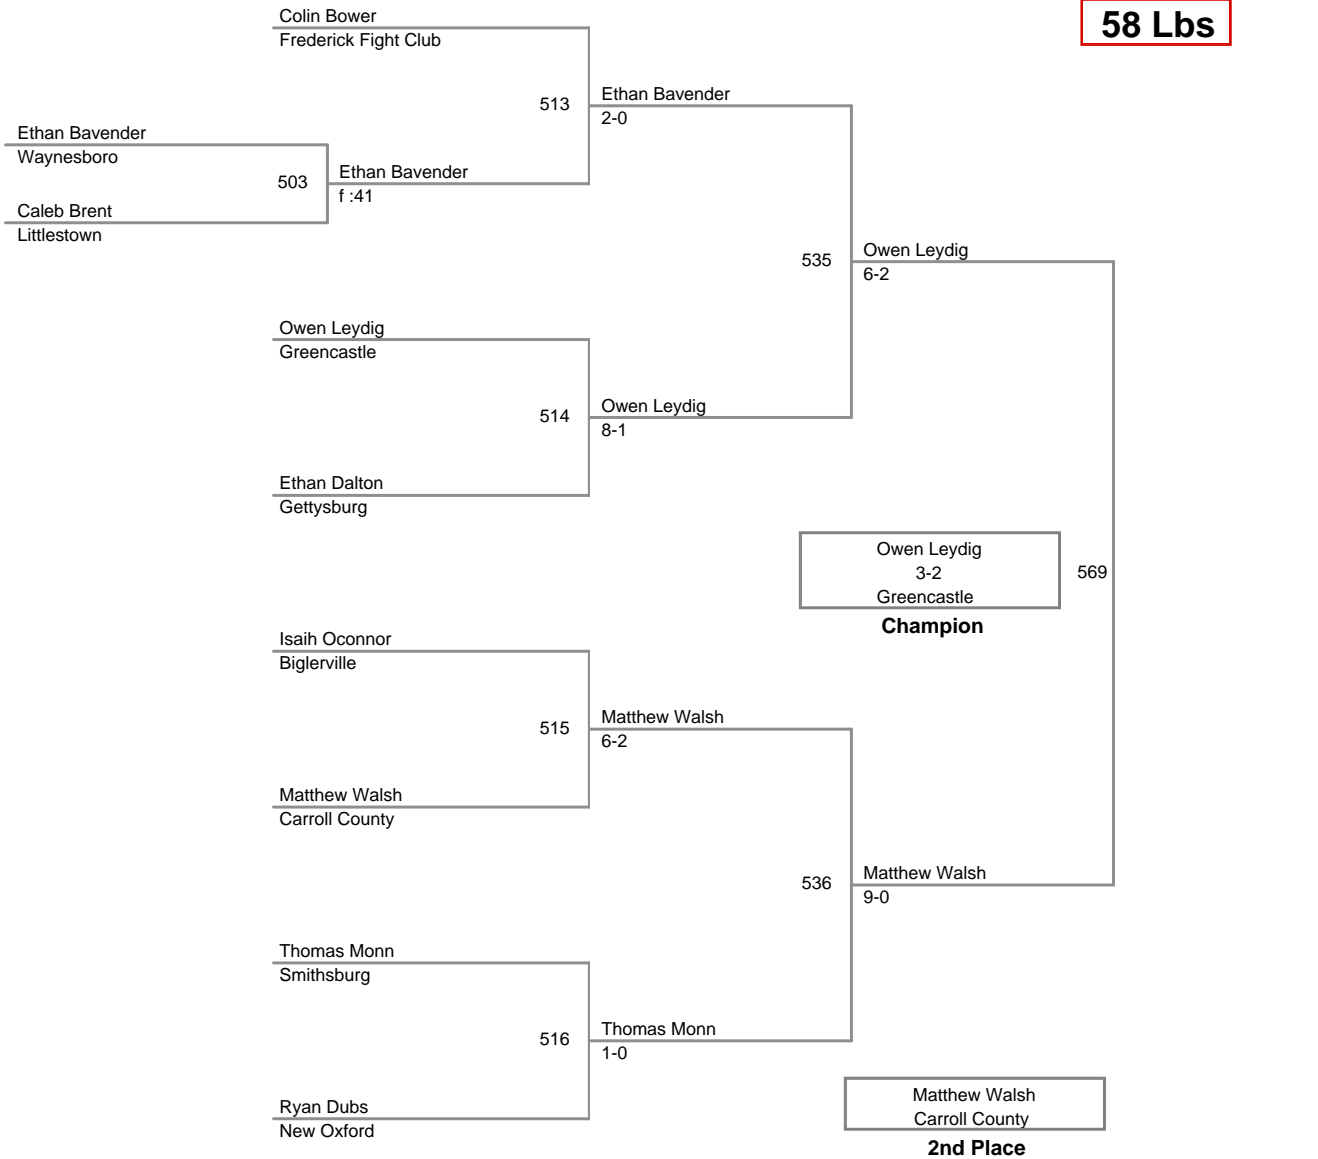 58 Lbs
Colin Bower
Frederick Fight Club
513
Ethan Bavender
2-0
Ethan Bavender
Waynesboro
503
Ethan Bavender
f :41
Caleb Brent
Littlestown
535
Owen Leydig
6-2
Owen Leydig
Greencastle
514
Owen Leydig
8-1
Ethan Dalton
Gettysburg
Owen Leydig
3-2
Greencastle
569
Champion
Isaih Oconnor
Biglerville
515
Matthew Walsh
6-2
Matthew Walsh
Carroll County
536
Matthew Walsh
9-0
Thomas Monn
Smithsburg
516
Thomas Monn
1-0
Ryan Dubs
New Oxford
Matthew Walsh
Carroll County
2nd Place